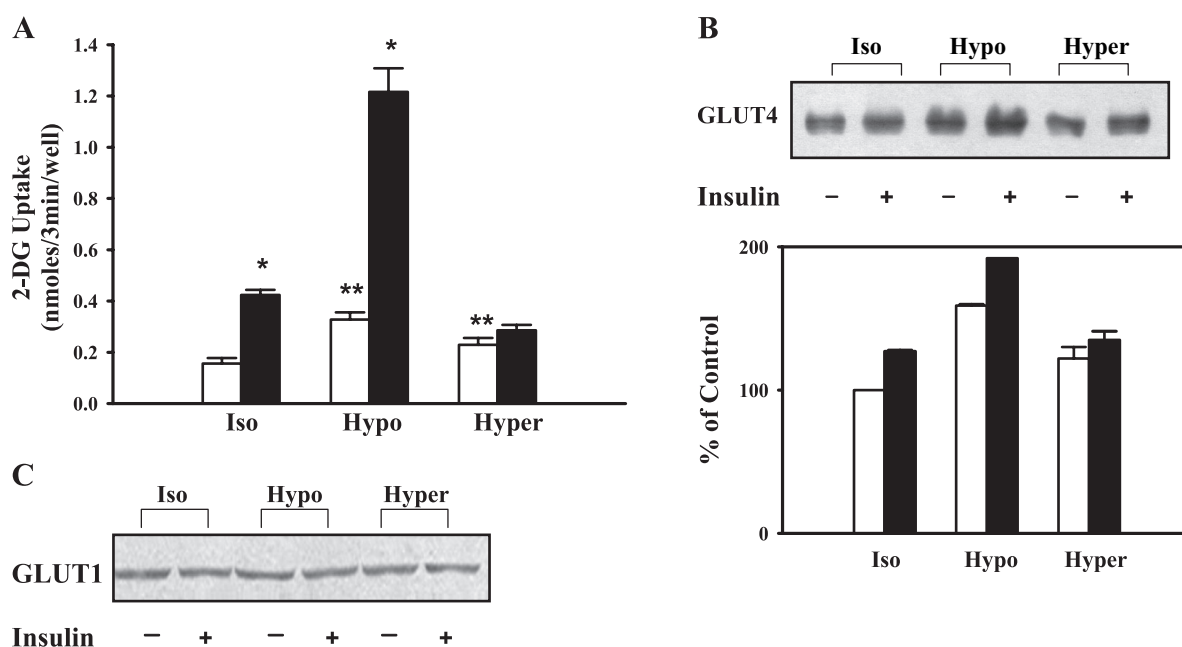 A
2-DG Uptake
(nmoles/3min/well)
1.4
1.2
1.0
0.8
0.6
0.4
0.2
0.0
*
**
*
**
Iso Hypo Hyper
B
Iso Hypo Hyper
GLUT4
Insulin − + − + − +
% of Control
200
100
0
Iso Hypo Hyper
C
Iso Hypo Hyper
GLUT1
Insulin − + − + − +